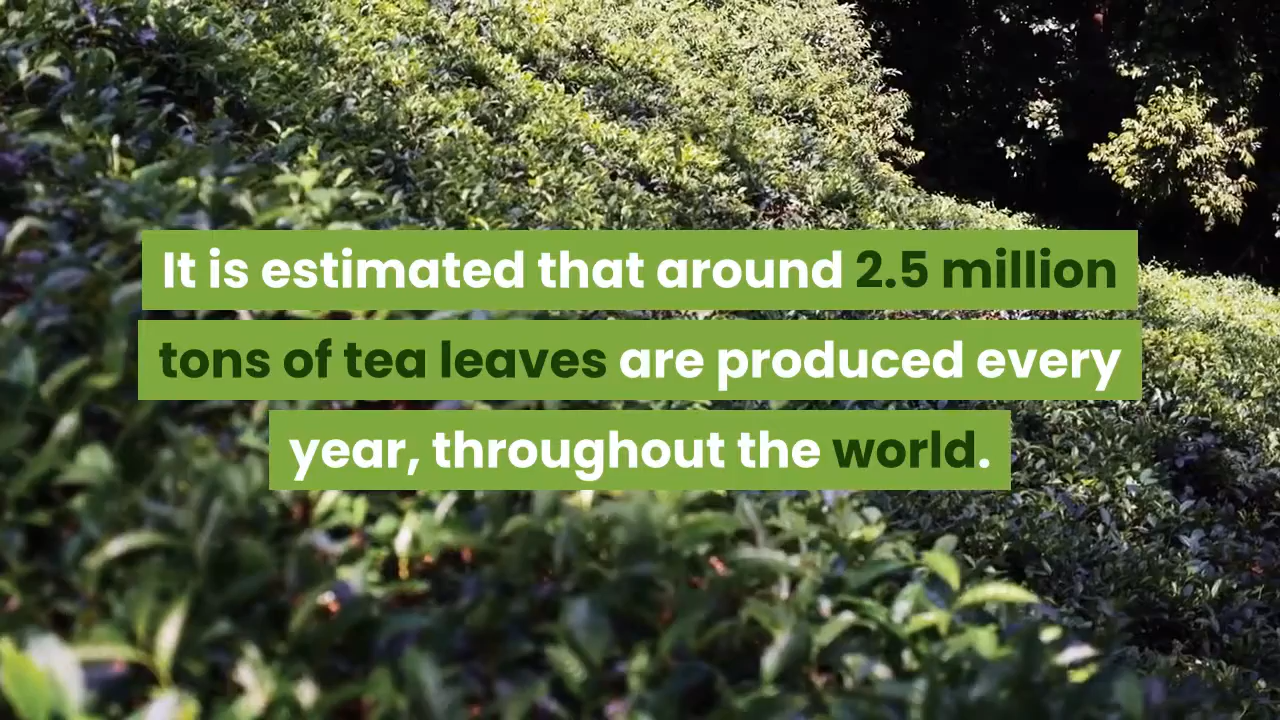 It is estimated that around 2.5 million
tons of tea leaves are produced every
year, throughout the world.